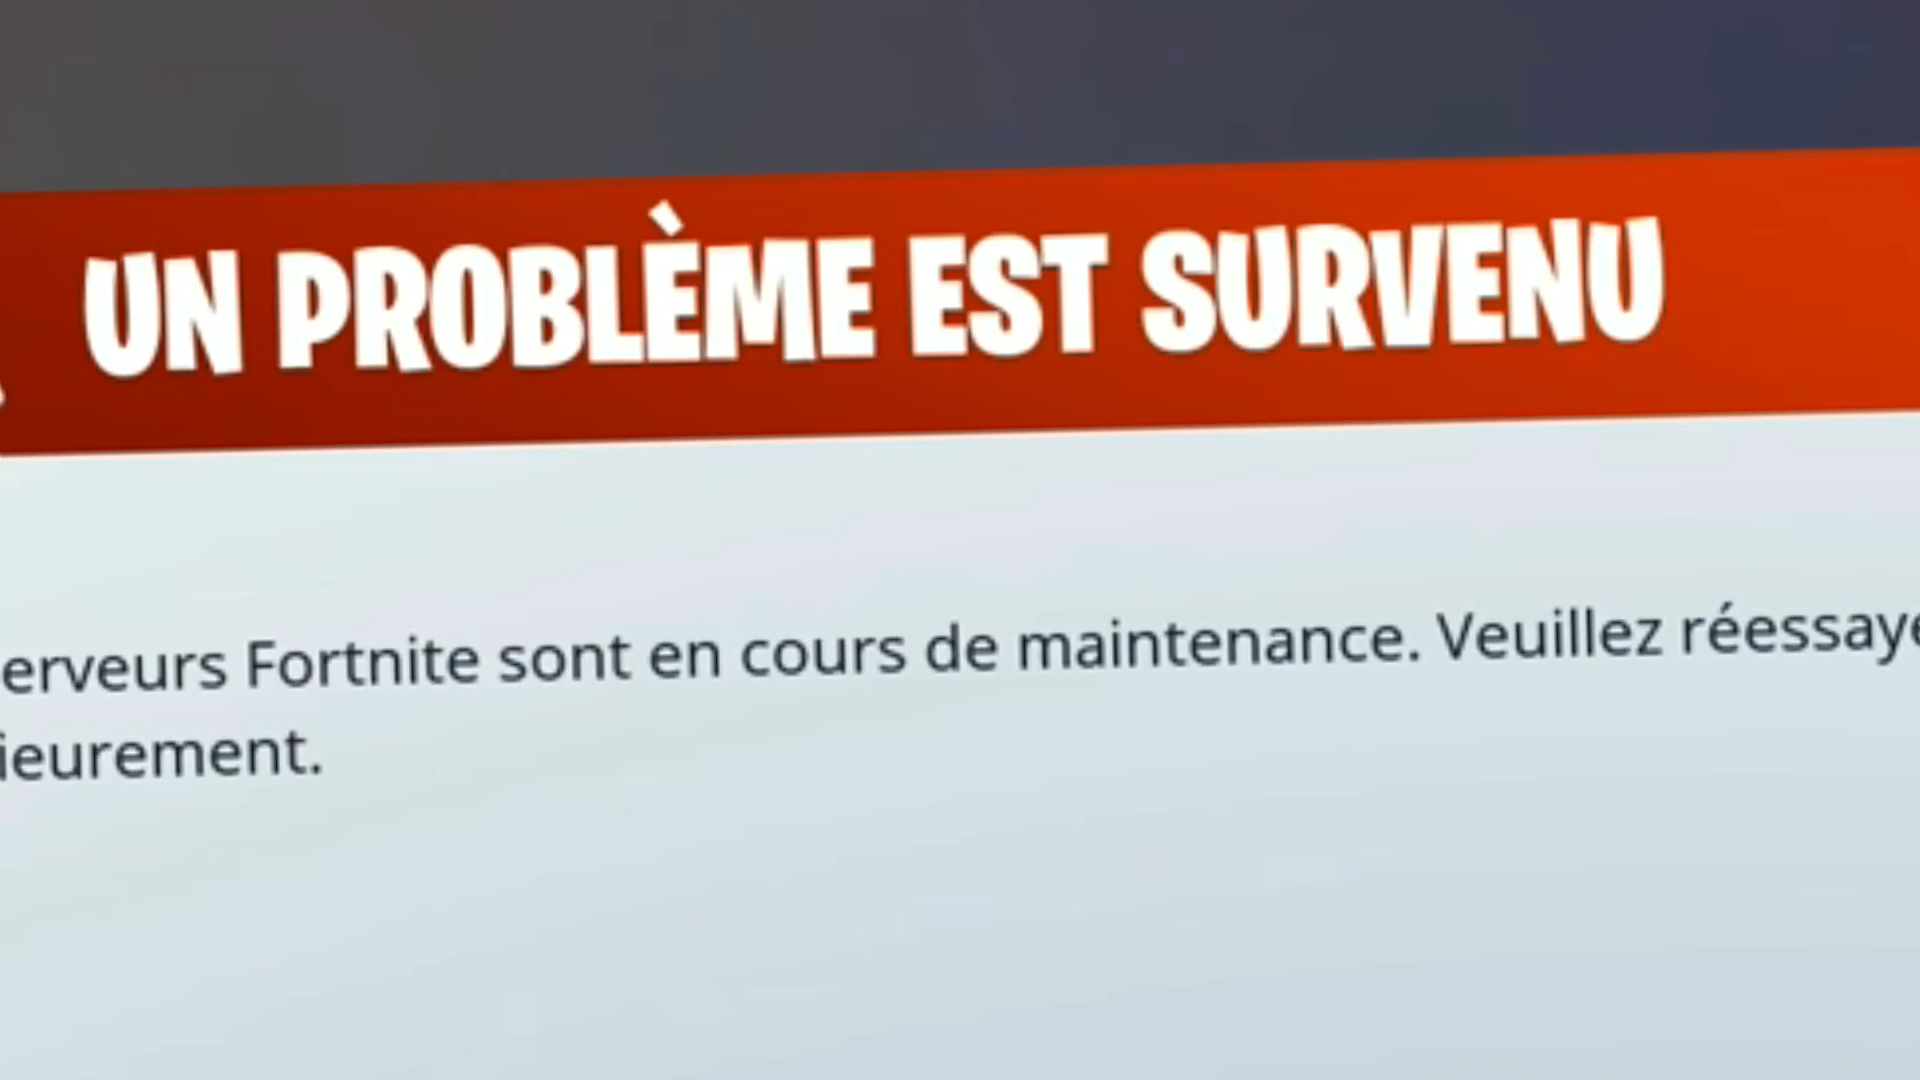 UN PROBLÈME EST SURVENU
erveurs Fortnite sont en cours de maintenance. Veuillez réessaye
ieurement.